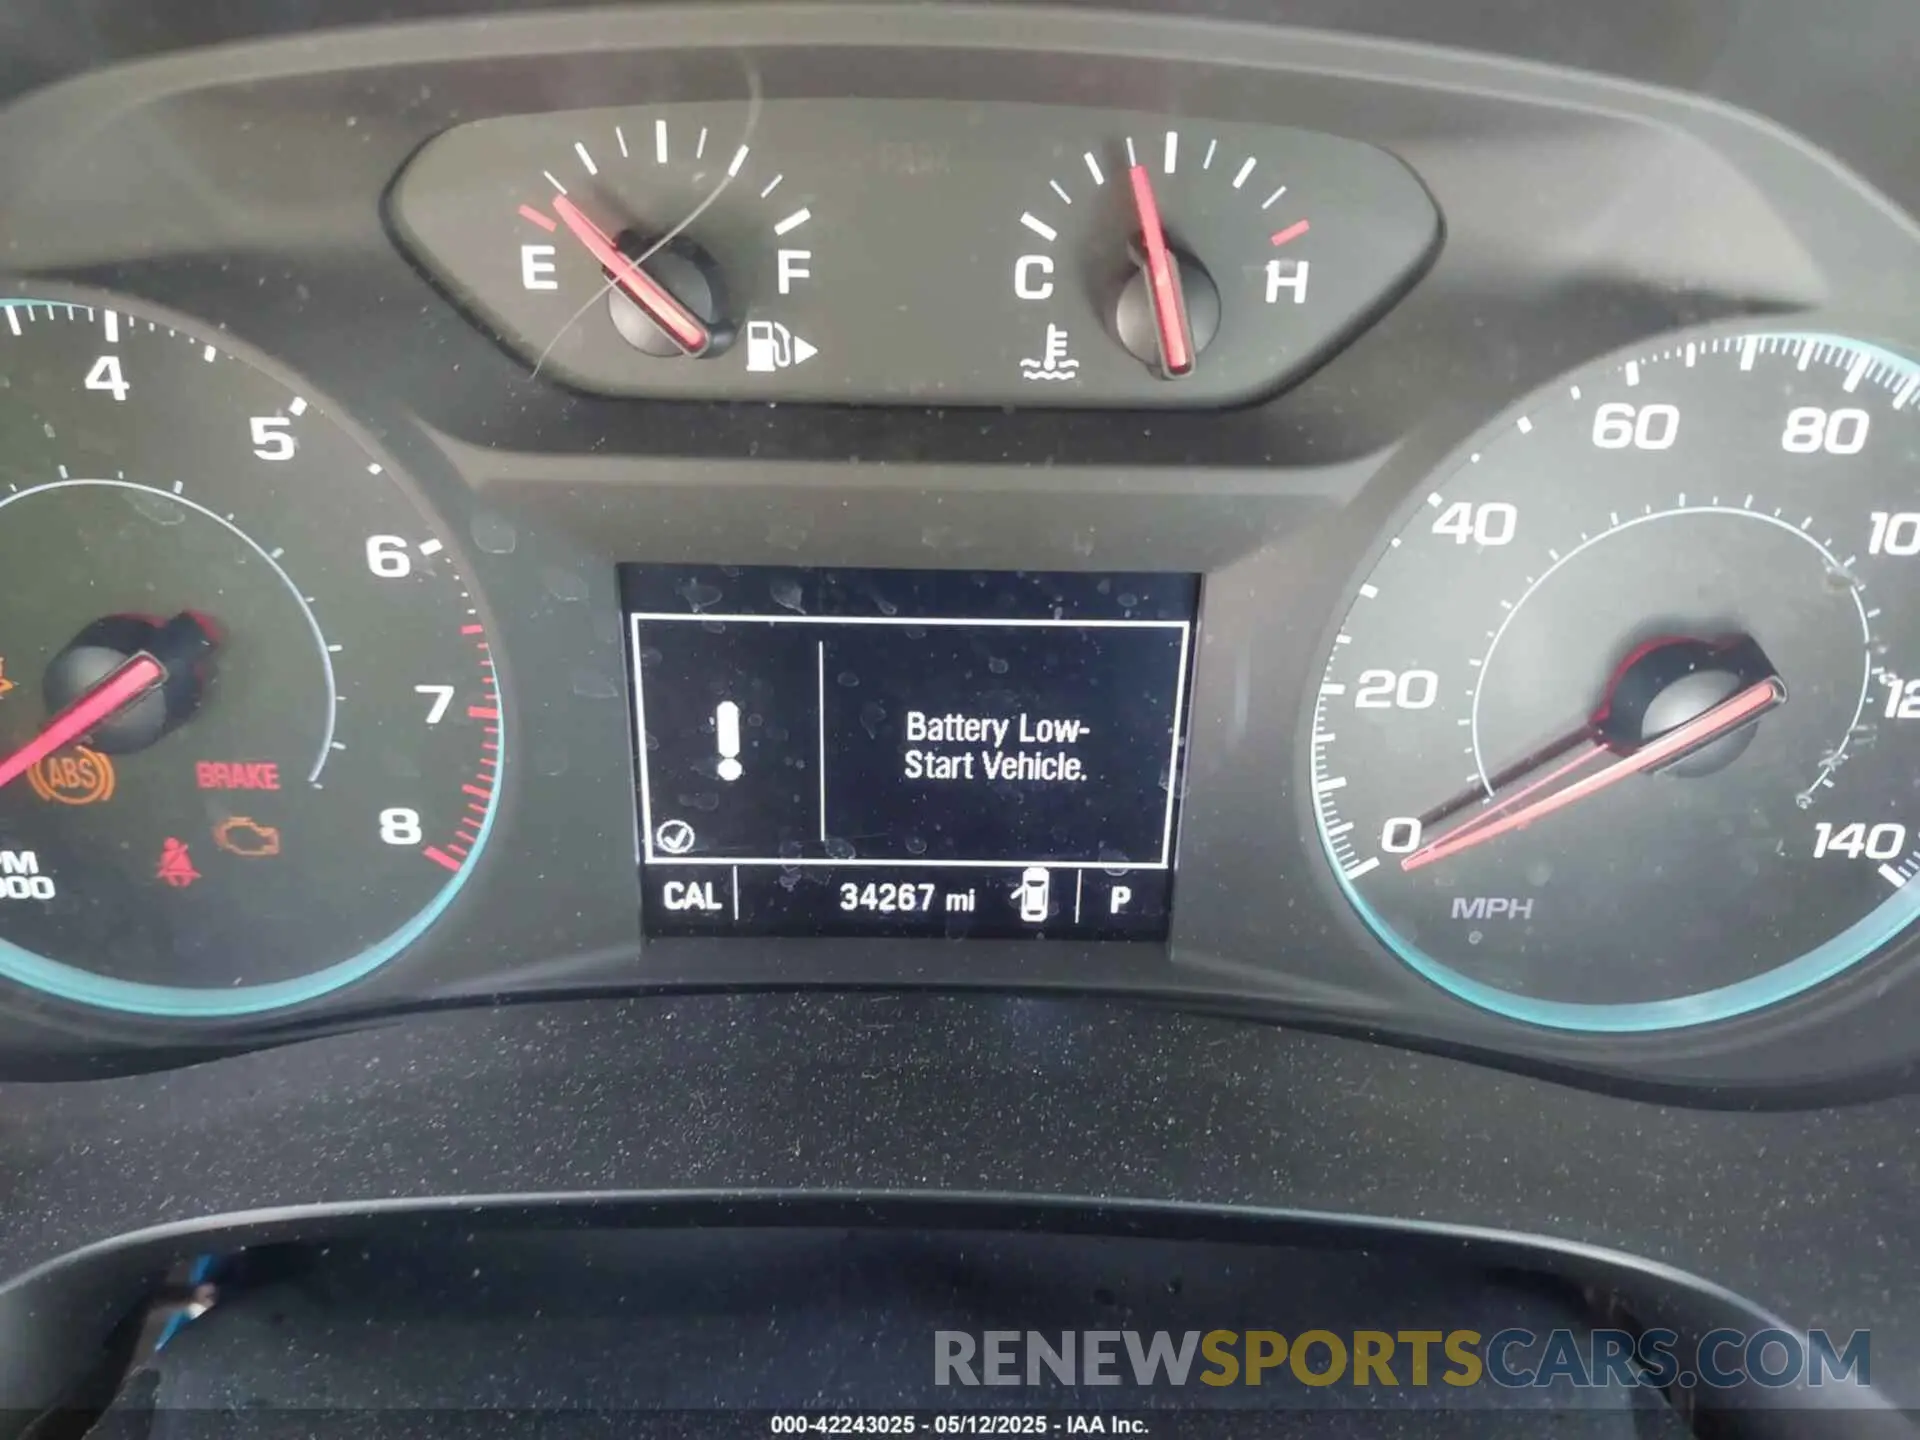 E
F
C
H
4
5
6
7
8
ABS
BRAKE
Battery Low-
Start Vehicle.
CAL
34267 mi
P
0
20
40
60
80
140
MPH
RENEWSPORTSCARS.COM
000-42243025 - 05/12/2025 - IAA Inc.